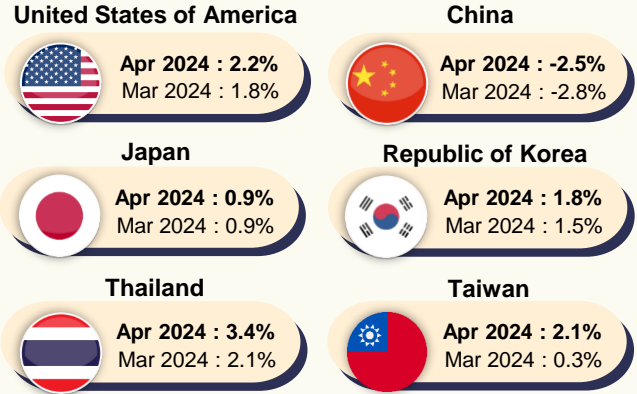 United States of America
Apr 2024 : 2.2%
Mar 2024 : 1.8%
China
Apr 2024 : -2.5%
Mar 2024 : -2.8%
Japan
Apr 2024 : 0.9%
Mar 2024 : 0.9%
Republic of Korea
Apr 2024 : 1.8%
Mar 2024 : 1.5%
Thailand
Apr 2024 : 3.4%
Mar 2024 : 2.1%
Taiwan
Apr 2024 : 2.1%
Mar 2024 : 0.3%